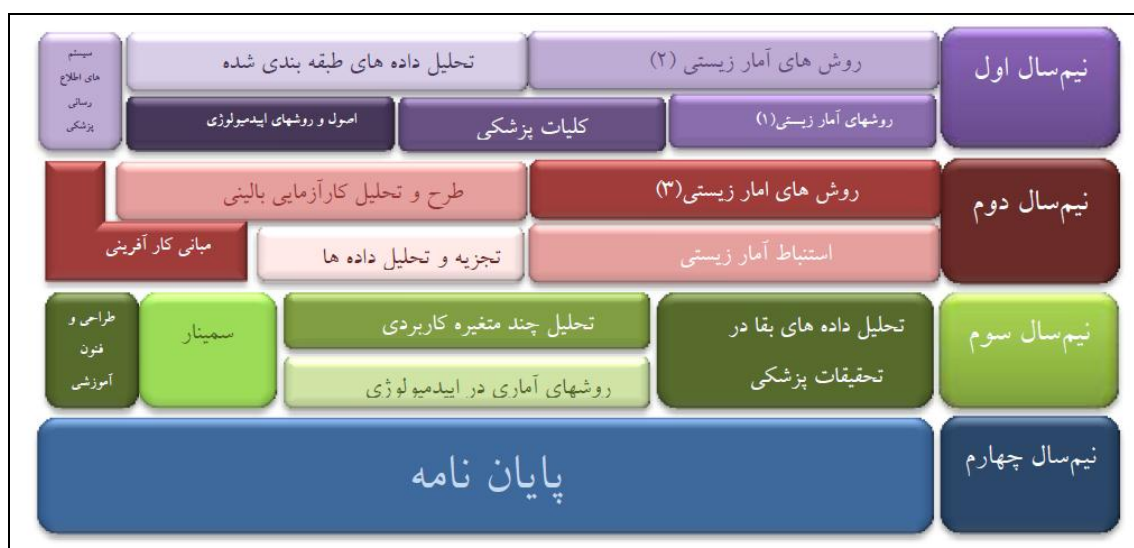 نیم‌سال اول
روش های آمار زیستی (۲)
تحلیل داده های طبقه بندی شده
سیستم
های اطلاع
رسانی
پزشکی
روشهای آمار زیستی(۱)
کلیات پزشکی
اصول و روشهای اپیدمیولوژی
نیم‌سال دوم
روش های امار زیستی(۳)
طرح و تحلیل کارآزمایی بالینی
مبانی کار آفرینی
استنباط آمار زیستی
تجزیه و تحلیل داده ها
نیم‌سال سوم
تحلیل داده های بقا در
تحقیقات پزشکی
تحلیل چند متغیره کاربردی
روشهای آماری در اپیدمیولوژی
سمینار
طراحی و
فنون
آموزشی
نیم‌سال چهارم
پایان نامه